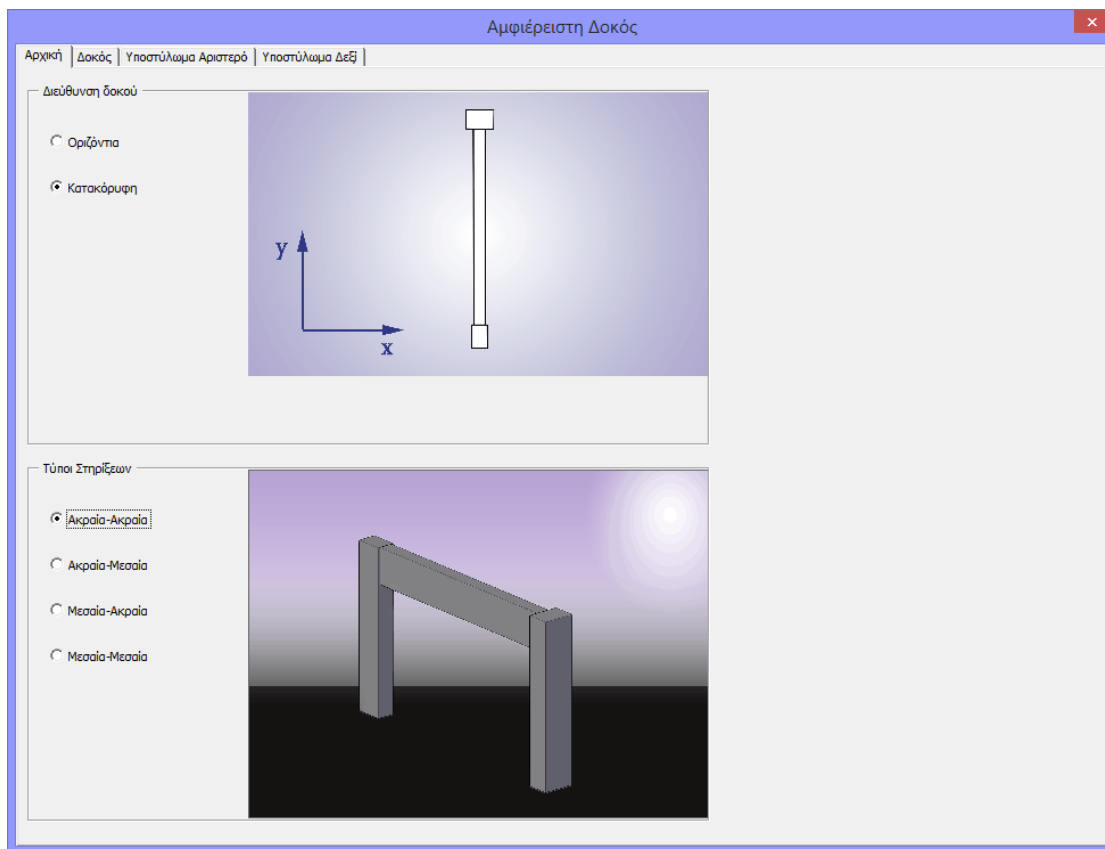 Αμφιέρειστη Δοκός
Αρχική Δοκός Υποστύλωμα Αριστερό Υποστύλωμα Δεξί
Διεύθυνση δοκού
Οριζόντια
Κατακόρυφη
y
x
Τύποι Στηρίξεων
Ακραία-Ακραία
Ακραία-Μεσαία
Μεσαία-Ακραία
Μεσαία-Μεσαία